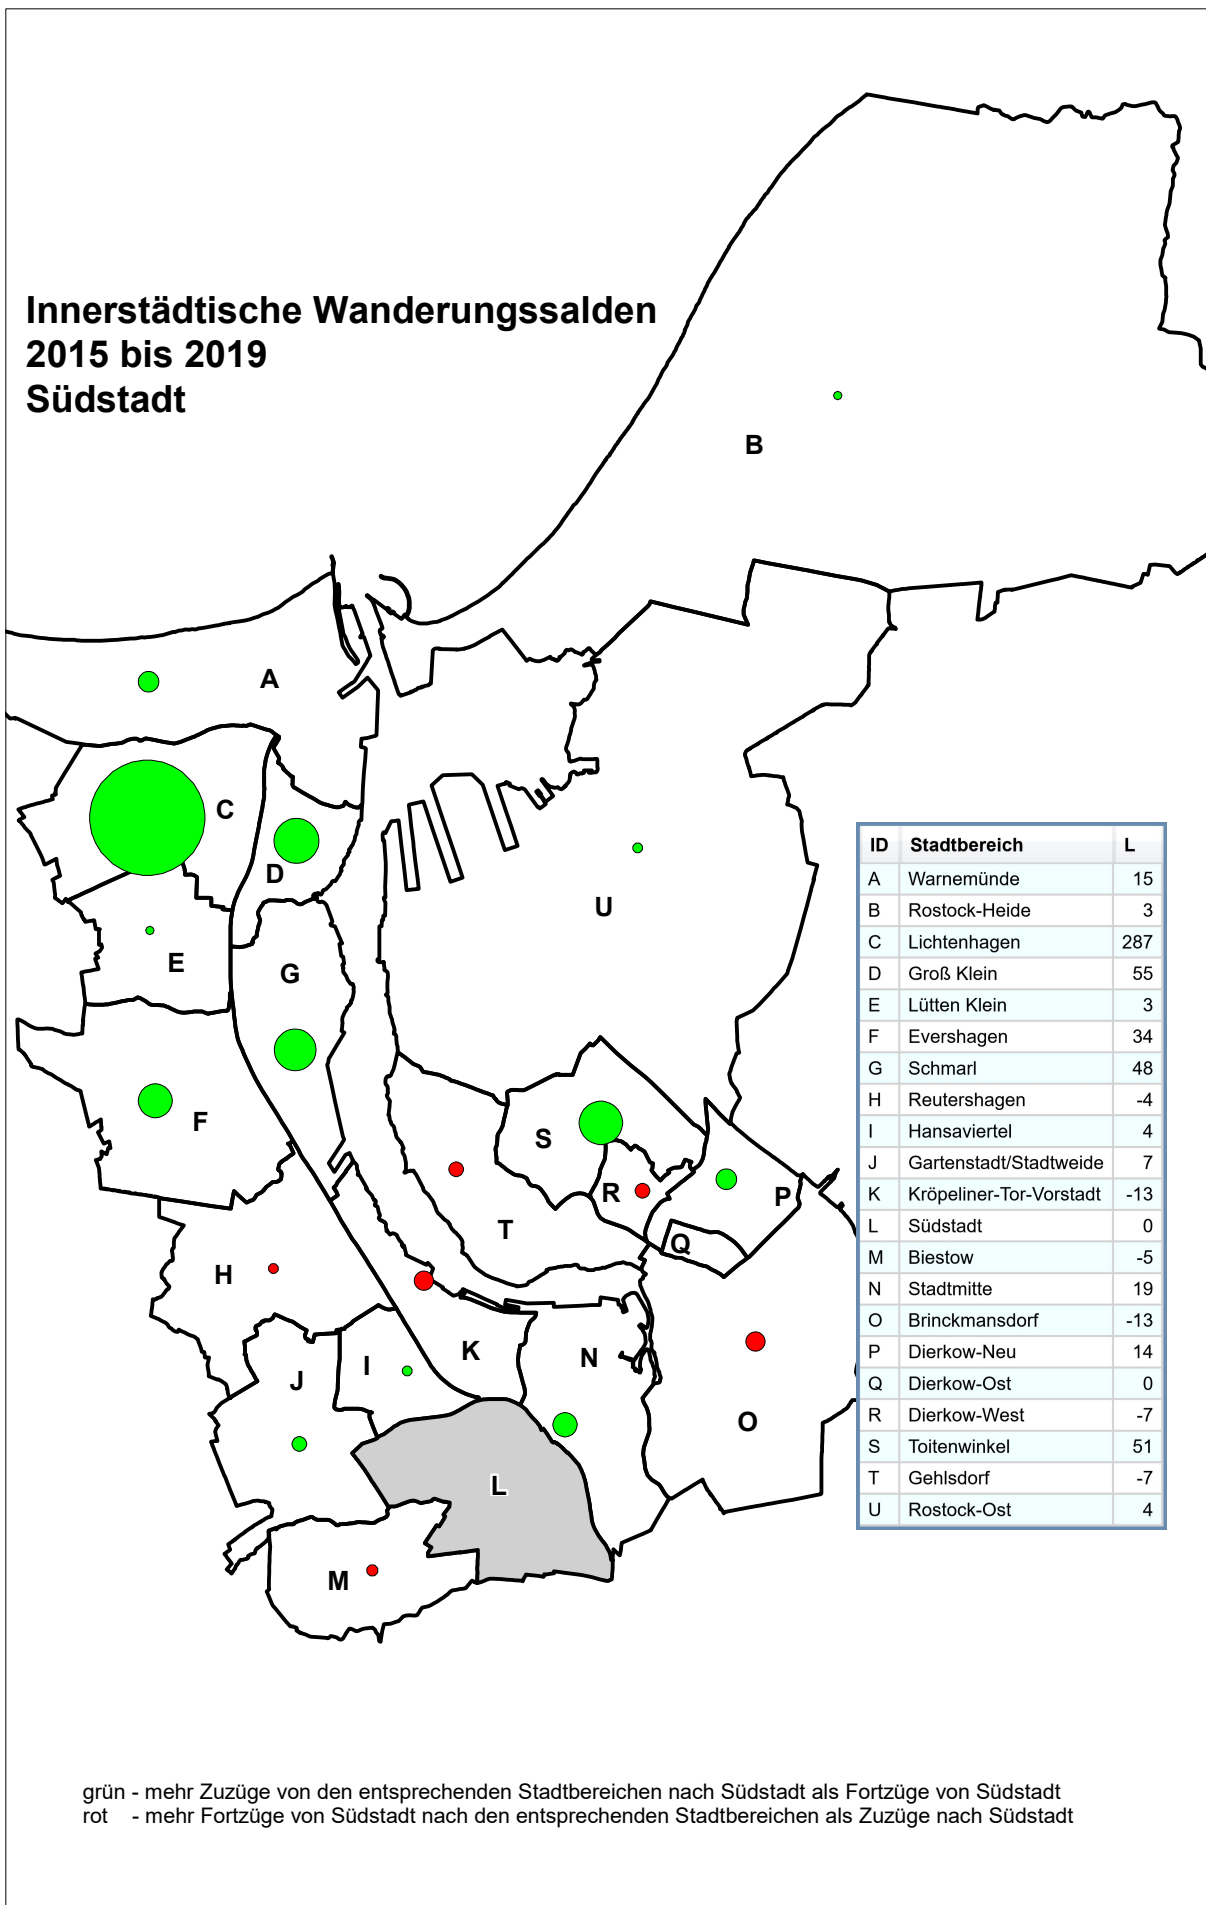 Innerstädtische Wanderungssalden
2015 bis 2019
Südstadt
B
A
C
D
E
G
F
U
S
R
P
Q
T
H
K
N
I
J
O
L
M
ID Stadtbereich L
A Warnemünde 15
B Rostock-Heide 3
C Lichtenhagen 287
D Groß Klein 55
E Lütten Klein 3
F Evershagen 34
G Schmarl 48
H Reutershagen -4
I Hansaviertel 4
J Gartenstadt/Stadtweide 7
K Kröpeliner-Tor-Vorstadt -13
L Südstadt 0
M Biestow -5
N Stadtmitte 19
O Brinckmansdorf -13
P Dierkow-Neu 14
Q Dierkow-Ost 0
R Dierkow-West -7
S Toitenwinkel 51
T Gehlsdorf -7
U Rostock-Ost 4
grün - mehr Zuzüge von den entsprechenden Stadtbereichen nach Südstadt als Fortzüge von Südstadt
rot - mehr Fortzüge von Südstadt nach den entsprechenden Stadtbereichen als Zuzüge nach Südstadt